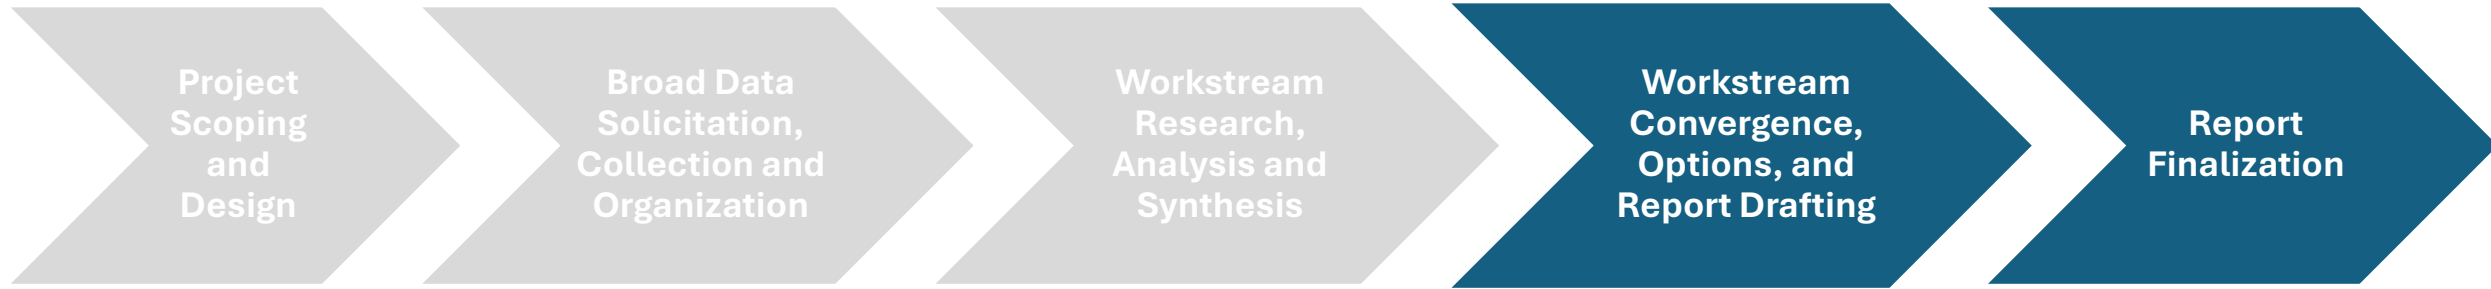 Project
Scoping
and
Design
Broad Data
Solicitation,
Collection and
Organization
Workstream
Research,
Analysis and
Synthesis
Workstream
Convergence,
Options, and
Report Drafting
Report
Finalization